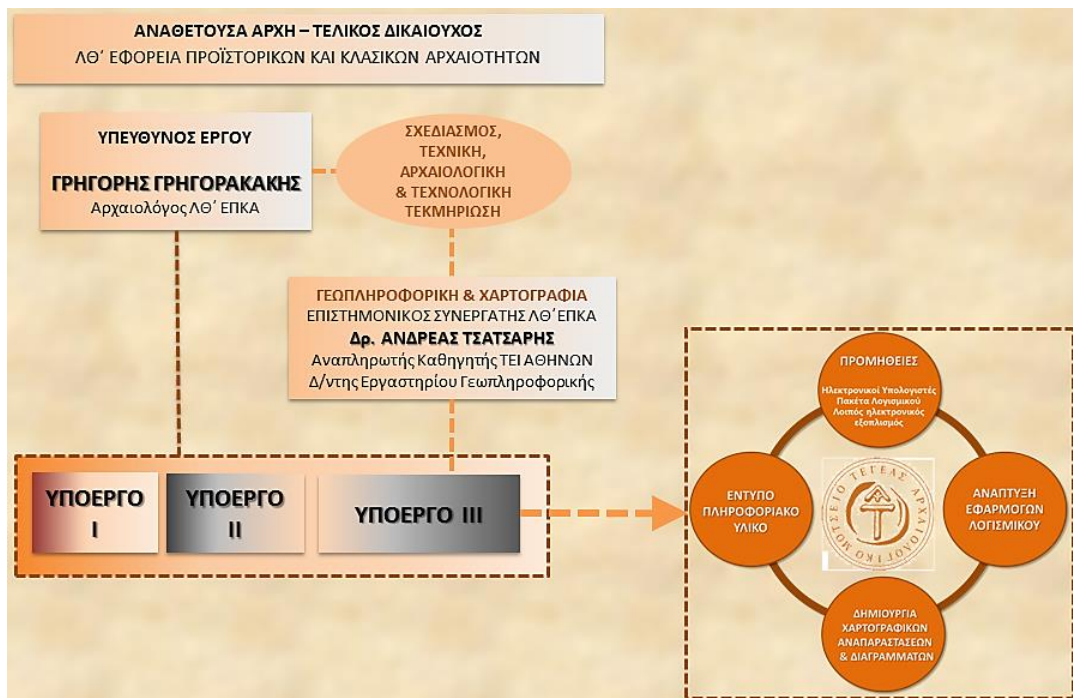 ΑΝΑΘΕΤΟΥΣΑ ΑΡΧΗ – ΤΕΛΙΚΟΣ ΔΙΚΑΙΟΥΧΟΣ
ΛΘ΄ ΕΦΟΡΕΙΑ ΠΡΟΪΣΤΟΡΙΚΩΝ ΚΑΙ ΚΛΑΣΙΚΩΝ ΑΡΧΑΙΟΤΗΤΩΝ
ΥΠΕΥΘΥΝΟΣ ΕΡΓΟΥ
ΓΡΗΓΟΡΗΣ ΓΡΗΓΟΡΑΚΑΚΗΣ
Αρχαιολόγος ΛΘ΄ ΕΠΚΑ
ΣΧΕΔΙΑΣΜΟΣ,
ΤΕΧΝΙΚΗ,
ΑΡΧΑΙΟΛΟΓΙΚΗ
& ΤΕΧΝΟΛΟΓΙΚΗ
ΤΕΚΜΗΡΙΩΣΗ
ΓΕΩΠΛΗΡΟΦΟΡΙΚΗ & ΧΑΡΤΟΓΡΑΦΙΑ
ΕΠΙΣΤΗΜΟΝΙΚΟΣ ΣΥΝΕΡΓΑΤΗΣ ΛΘ΄ΕΠΚΑ
Δρ. ΑΝΔΡΕΑΣ ΤΣΑΤΣΑΡΗΣ
Αναπληρωτής Καθηγητής ΤΕΙ ΑΘΗΝΩΝ
Δ/ντης Εργαστηρίου Γεωπληροφορικής
ΥΠΟΕΡΓΟ
I
ΥΠΟΕΡΓΟ
II
ΥΠΟΕΡΓΟ III
ΠΡΟΜΗΘΕΙΕΣ
Ηλεκτρονικοί Υπολογιστές
Πακέτα Λογισμικού
Λοιπός ηλεκτρονικός
εξοπλισμός
ΕΝΤΥΠΟ
ΠΛΗΡΟΦΟΡΙΑΚΟ
ΥΛΙΚΟ
ΑΡΧΑΙΟΛΟΓΙΚΟ ΜΟΥΣΕΙΟ ΤΕΓΕΑΣ
ΑΝΑΠΤΥΞΗ
ΕΦΑΡΜΟΓΩΝ
ΛΟΓΙΣΜΙΚΟΥ
ΔΗΜΙΟΥΡΓΙΑ
ΧΑΡΤΟΓΡΑΦΙΚΩΝ
ΑΝΑΠΑΡΑΣΤΑΣΕΩΝ
& ΔΙΑΓΡΑΜΜΑΤΩΝ